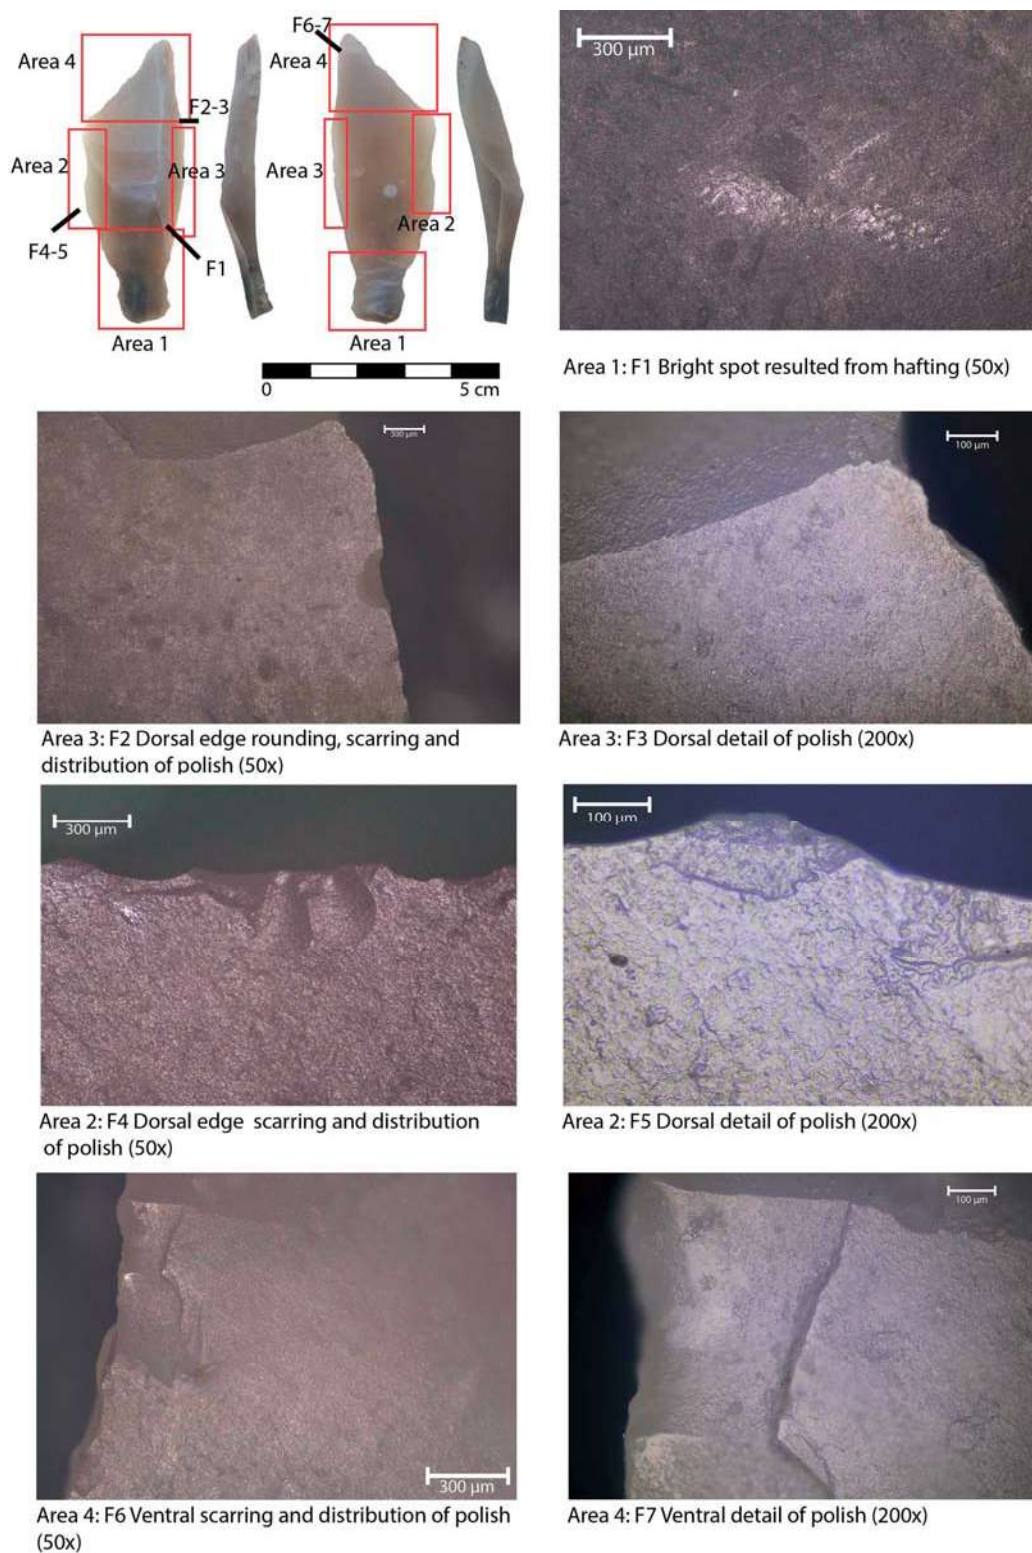 Area 4
F2-3
Area 2
Area 3
F4-5
F1
Area 1
F6-7
Area 4
Area 3
Area 2
Area 1
0 5 cm
300 µm
Area 1: F1 Bright spot resulted from hafting (50x)
300 µm
Area 3: F2 Dorsal edge rounding, scarring and
distribution of polish (50x)
100 µm
Area 3: F3 Dorsal detail of polish (200x)
300 µm
Area 2: F4 Dorsal edge scarring and distribution
of polish (50x)
100 µm
Area 2: F5 Dorsal detail of polish (200x)
300 µm
Area 4: F6 Ventral scarring and distribution of polish
(50x)
100 µm
Area 4: F7 Ventral detail of polish (200x)